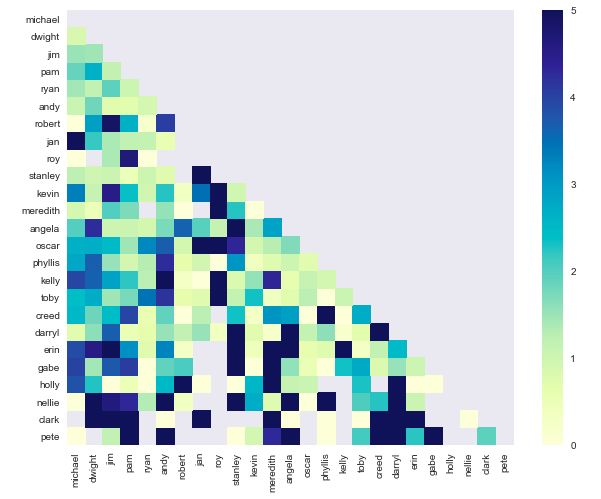 michael
dwight
jim
pam
ryan
andy
robert
jan
roy
stanley
kevin
meredith
angela
oscar
phyllis
kelly
toby
creed
darryl
erin
gabe
holly
nellie
clark
pete
michael dwight jim pam ryan andy robert jan roy stanley kevin meredith angela oscar phyllis kelly toby creed darryl erin gabe holly nellie clark pete
5
4
3
2
1
0